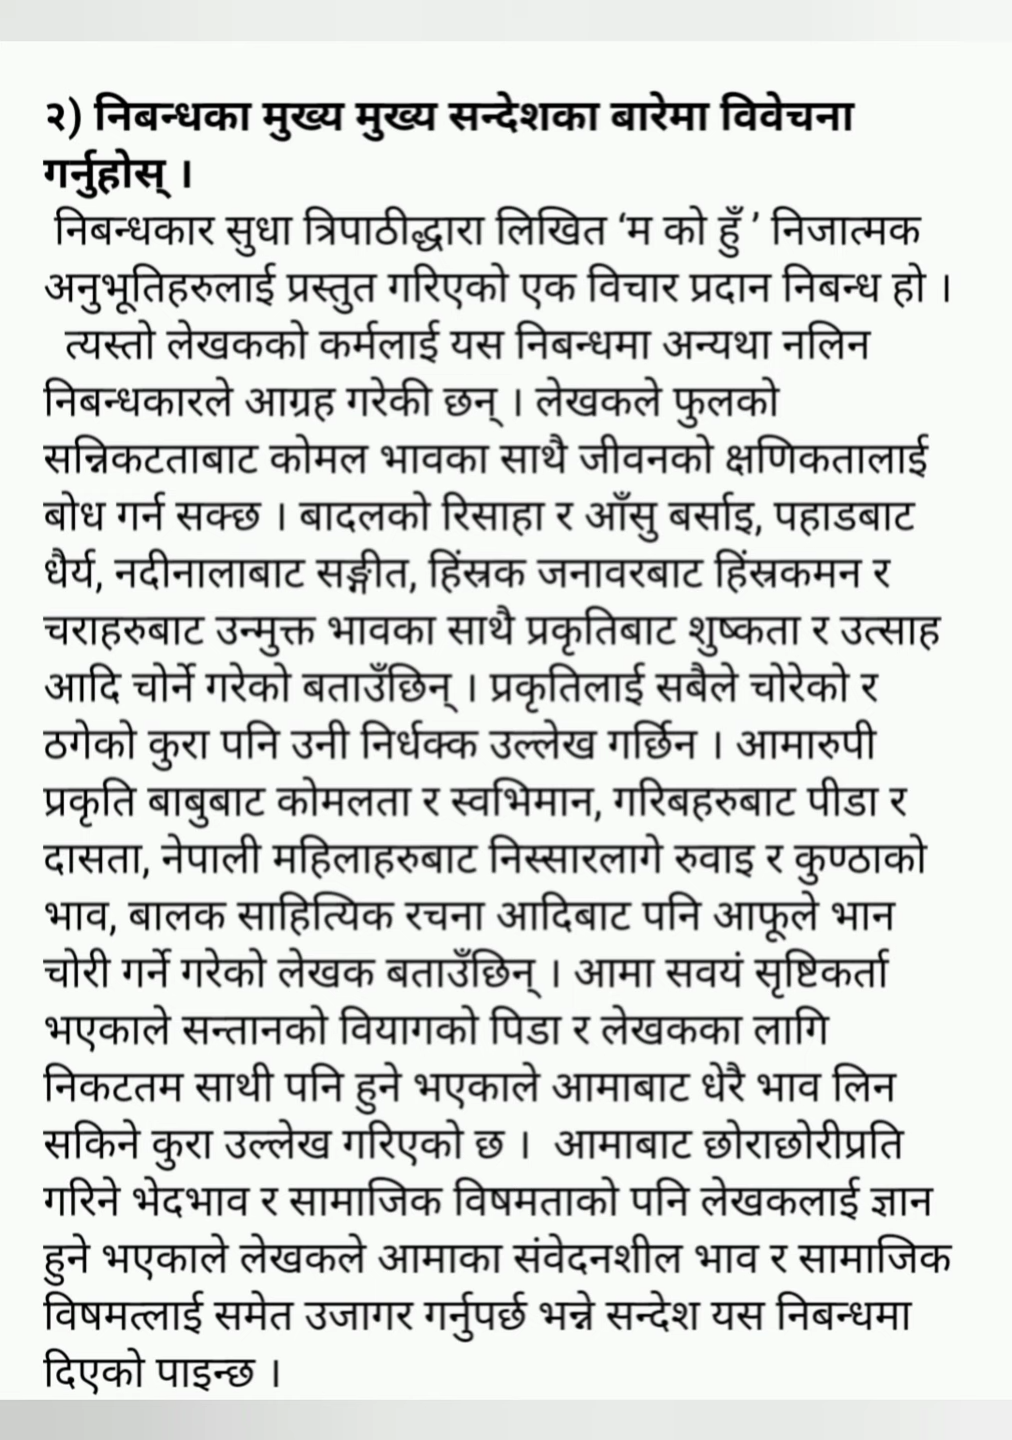 २) निबन्धका मुख्य मुख्य सन्देशका बारेमा विवेचना
गर्नुहोस् ।
निबन्धकार सुधा त्रिपाठीद्धारा लिखित ‘म को हुँ ’ निजात्मक
अनुभूतिहरुलाई प्रस्तुत गरिएको एक विचार प्रदान निबन्ध हो ।
त्यस्तो लेखकको कर्मलाई यस निबन्धमा अन्यथा नलिन
निबन्धकारले आग्रह गरेकी छन् । लेखकले फुलको
सन्निकटताबाट कोमल भावका साथै जीवनको क्षणिकतालाई
बोध गर्न सक्छ । बादलको रिसाहा र आँसु बर्साइ, पहाडबाट
धैर्य, नदीनालाबाट सङ्गीत, हिंस्रक जनावरबाट हिंस्रकमन र
चराहरुबाट उन्मुक्त भावका साथै प्रकृतिबाट शुष्कता र उत्साह
आदि चोर्ने गरेको बताउँछिन् । प्रकृतिलाई सबैले चोरेको र
ठगेको कुरा पनि उनी निर्धक्क उल्लेख गर्छिन । आमारुपी
प्रकृति बाबुबाट कोमलता र स्वभिमान, गरिबहरुबाट पीडा र
दासता, नेपाली महिलाहरुबाट निस्सारलागे रुवाइ र कुण्ठाको
भाव, बालक साहित्यिक रचना आदिबाट पनि आफूले भान
चोरी गर्ने गरेको लेखक बताउँछिन् । आमा सवयं सृष्टिकर्ता
भएकाले सन्तानको वियागको पिडा र लेखकका लागि
निकटतम साथी पनि हुने भएकाले आमाबाट धेरै भाव लिन
सकिने कुरा उल्लेख गरिएको छ । आमाबाट छोराछोरीप्रति
गरिने भेदभाव र सामाजिक विषमताको पनि लेखकलाई ज्ञान
हुने भएकाले लेखकले आमाका संवेदनशील भाव र सामाजिक
विषमत्लाई समेत उजागर गर्नुपर्छ भन्ने सन्देश यस निबन्धमा
दिएको पाइन्छ ।